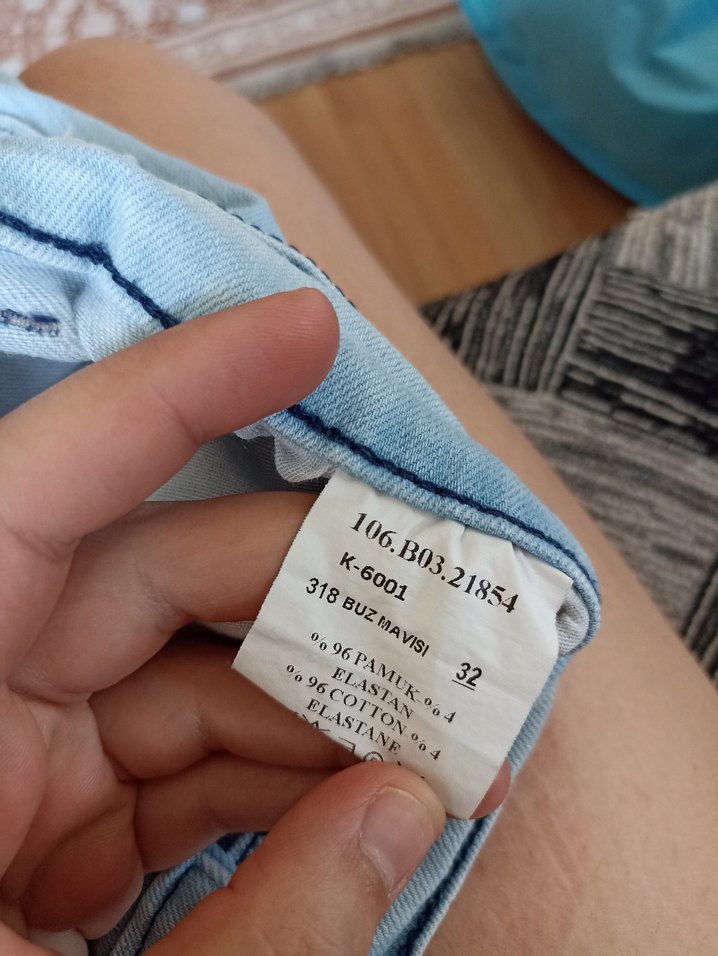 106.B03.21854
K-6001
318 BUZ MAVISI
32
% 96 PAMUK % 4
ELASTAN
% 96 COTTON % 4
ELASTANE